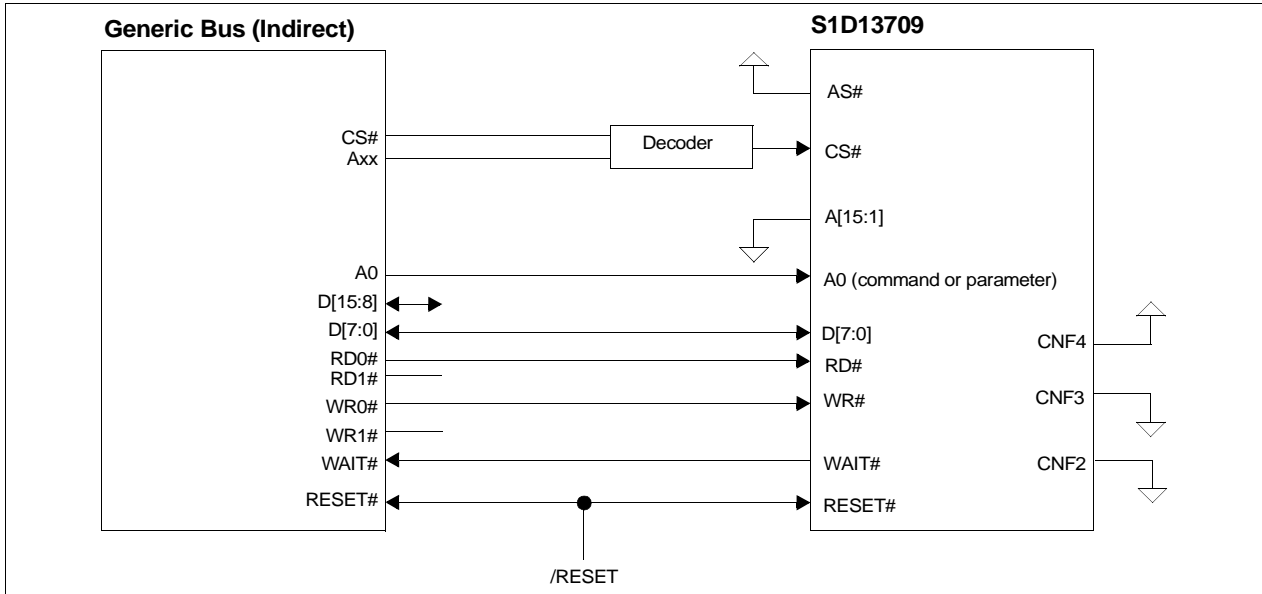 Generic Bus (Indirect)
S1D13709
AS#
CS#
Axx
Decoder
CS#
A[15:1]
A0
A0 (command or parameter)
D[15:8]
D[7:0]
D[7:0]
CNF4
RD0#
RD#
RD1#
WR0#
WR#
CNF3
WR1#
WAIT#
WAIT#
CNF2
RESET#
RESET#
/RESET